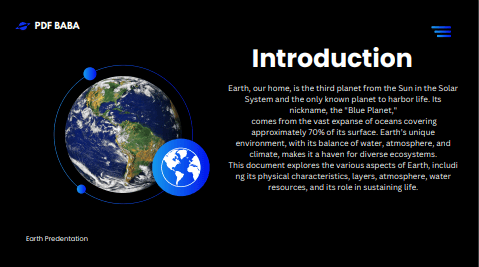 PDF BABA
Introduction
Earth, our home, is the third planet from the Sun in the Solar
System and the only known planet to harbor life. Its
nickname, the "Blue Planet,"
comes from the vast expanse of oceans covering
approximately 70% of its surface. Earth's unique
environment, with its balance of water, atmosphere, and
climate, makes it a haven for diverse ecosystems.
This document explores the various aspects of Earth, includi
ng its physical characteristics, layers, atmosphere, water
resources, and its role in sustaining life.
Earth Predentation